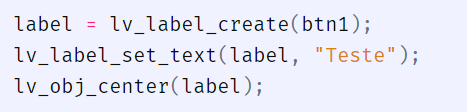 label = lv_label_create(btn1);
lv_label_set_text(label, "Teste");
lv_obj_center(label);